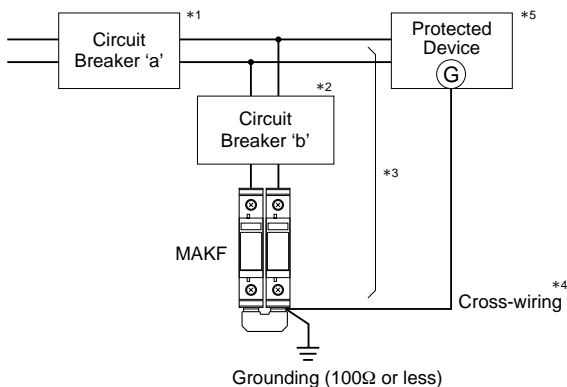 *1
Circuit
Breaker ‘a’
*5
Protected
Device
G
*2
Circuit
Breaker ‘b’
*3
MAKF
*4
Cross-wiring
Grounding (100Ω or less)